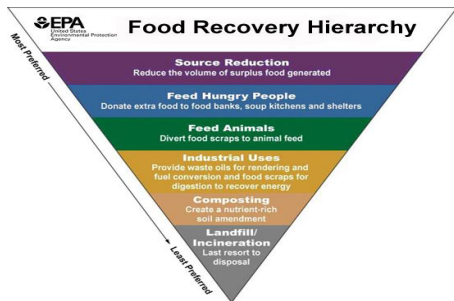 EPA
United States
Environmental Protection
Agency
Food Recovery Hierarchy
Most Preferred
Source Reduction
Reduce the volume of surplus food generated
Feed Hungry People
Donate extra food to food banks, soup kitchens and shelters
Feed Animals
Divert food scraps to animal feed
Industrial Uses
Provide waste oils for rendering and
fuel conversion and food scraps for
digestion to recover energy
Composting
Create a nutrient-rich
soil amendment
Landfill/
Incineration
Last resort to
disposal
Least Preferred